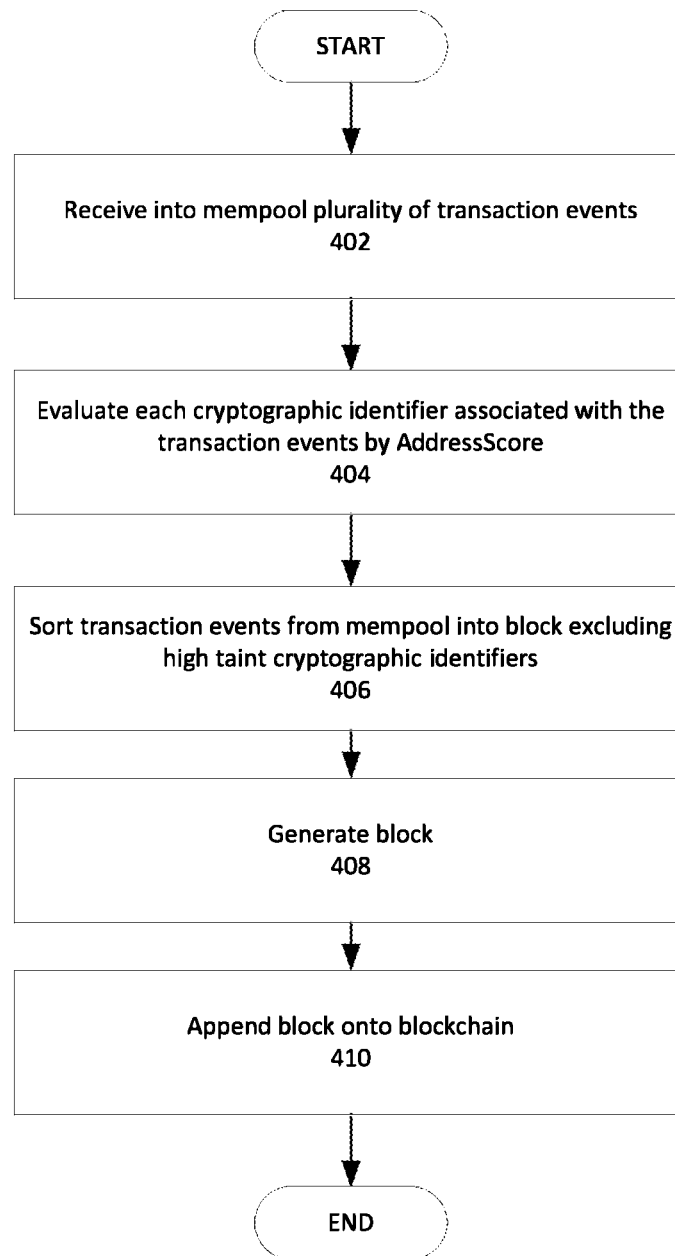 START
Receive into mempool plurality of transaction events
402
Evaluate each cryptographic identifier associated with the
transaction events by AddressScore
404
Sort transaction events from mempool into block excluding
high taint cryptographic identifiers
406
Generate block
408
Append block onto blockchain
410
END